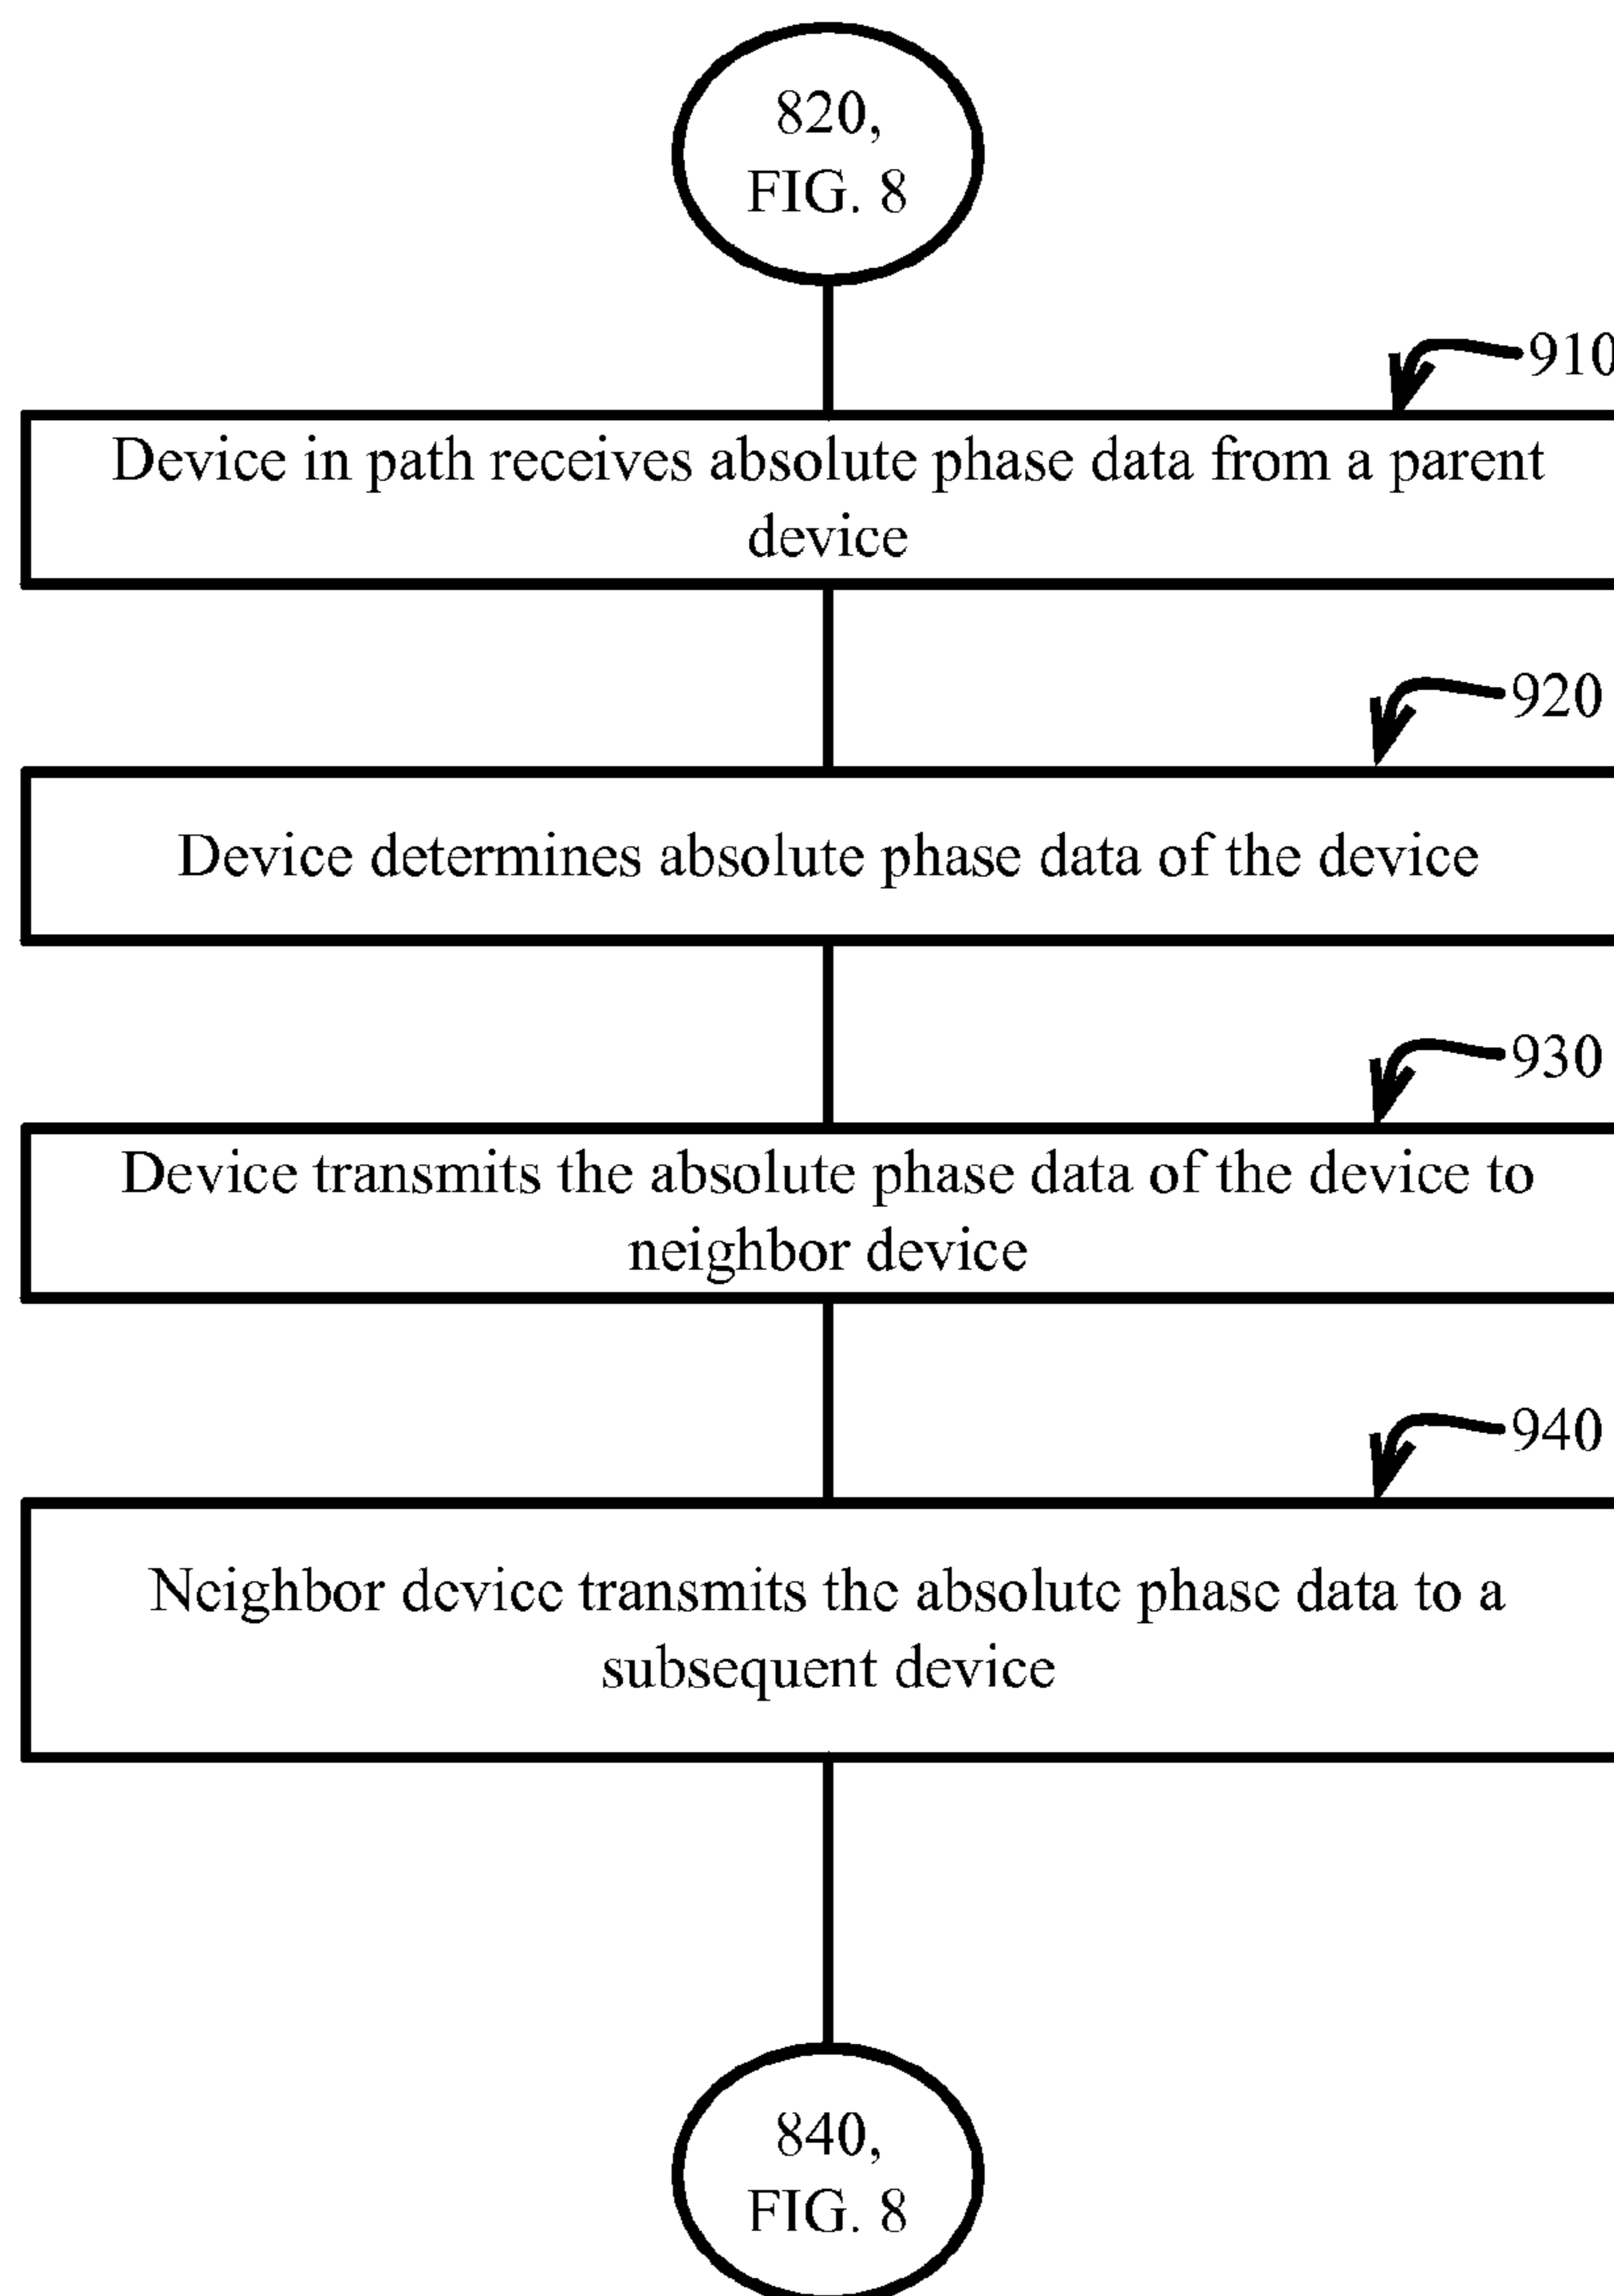 820,
FIG. 8
910
Device in path receives absolute phase data from a parent
device
920
Device determines absolute phase data of the device
930
Device transmits the absolute phase data of the device to
neighbor device
940
Neighbor device transmits the absolute phase data to a
subsequent device
840,
FIG. 8